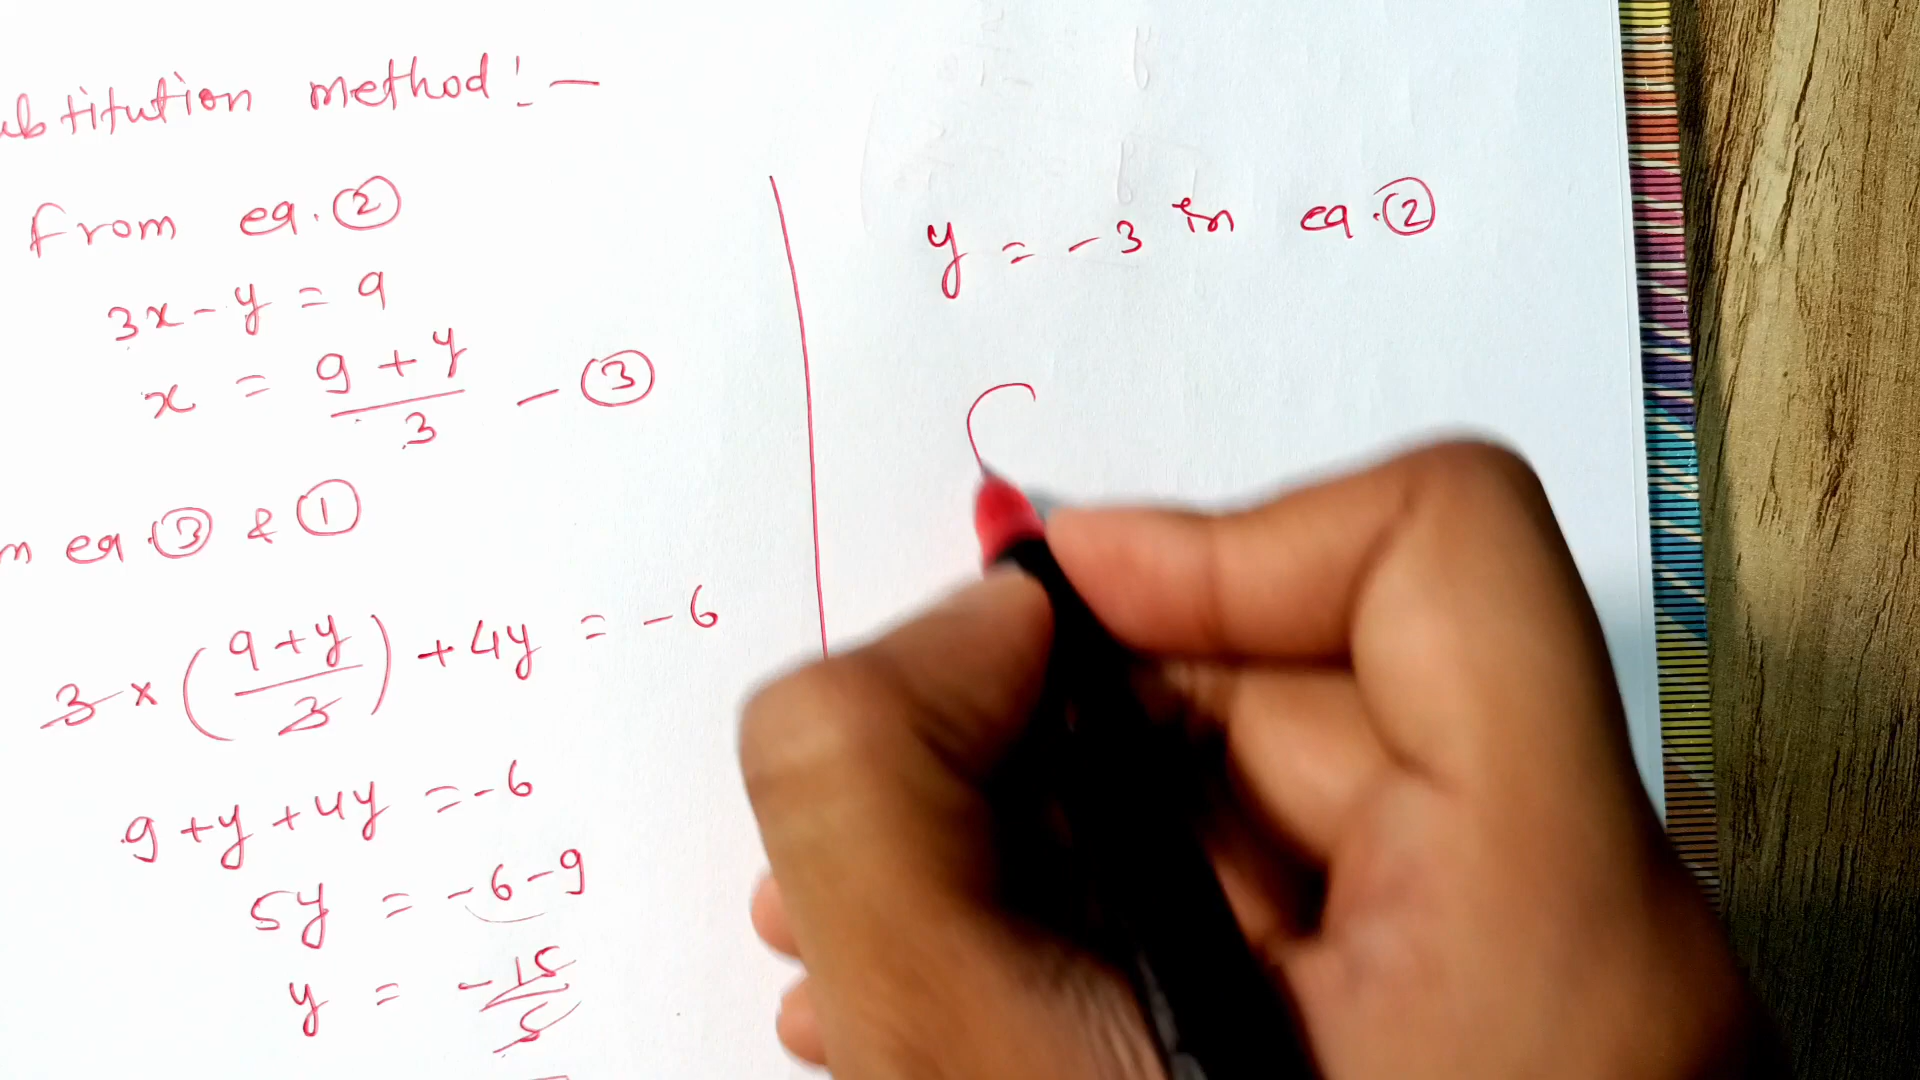 method :-
from eq. ②
3x - y = 9
x = 9 + y / 3 - ③
eq. ③ & ①
3 × (9 + y / 3) + 4y = -6
9 + y + 4y = -6
5y = -6 - 9
y = -15 / 5
y = -3 in eq. ②